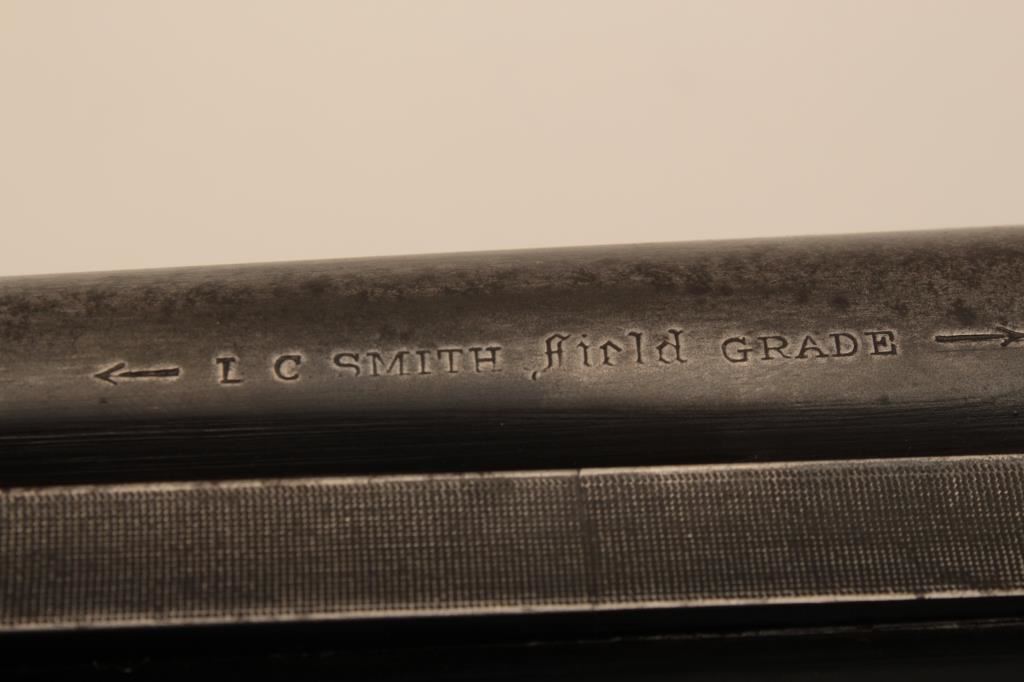 ← L C SMITH Field GRADE →